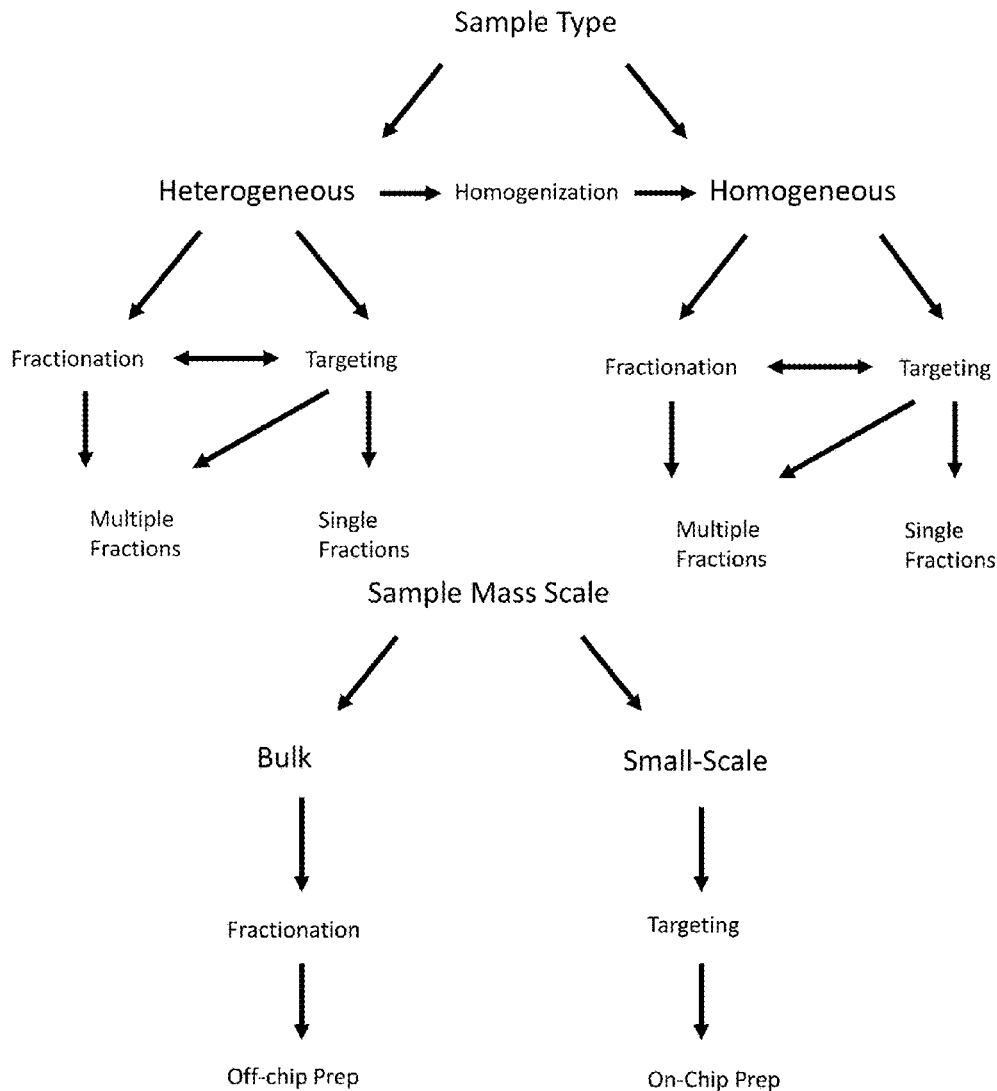 Sample Type
Heterogeneous
Homogenization
Homogeneous
Fractionation
Targeting
Fractionation
Targeting
Multiple
Fractions
Single
Fractions
Multiple
Fractions
Single
Fractions
Sample Mass Scale
Bulk
Small-Scale
Fractionation
Targeting
Off-chip Prep
On-Chip Prep